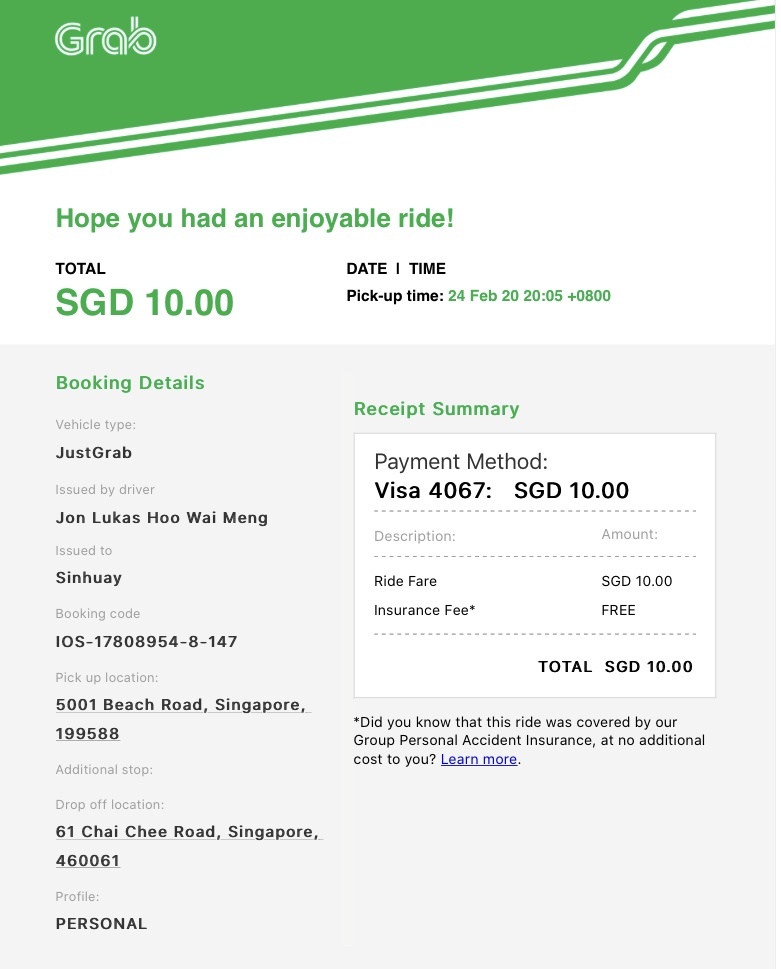 Grab
Hope you had an enjoyable ride!
TOTAL
SGD 10.00
DATE | TIME
Pick-up time: 24 Feb 20 20:05 +0800
Booking Details
Vehicle type:
JustGrab
Issued by driver
Jon Lukas Hoo Wai Meng
Issued to
Sinhuay
Booking code
IOS-17808954-8-147
Pick up location:
5001 Beach Road, Singapore,
199588
Additional stop:
Drop off location:
61 Chai Chee Road, Singapore,
460061
Profile:
PERSONAL
Receipt Summary
Payment Method:
Visa 4067: SGD 10.00
Description: Amount:
Ride Fare SGD 10.00
Insurance Fee* FREE
TOTAL SGD 10.00
*Did you know that this ride was covered by our
Group Personal Accident Insurance, at no additional
cost to you? Learn more.